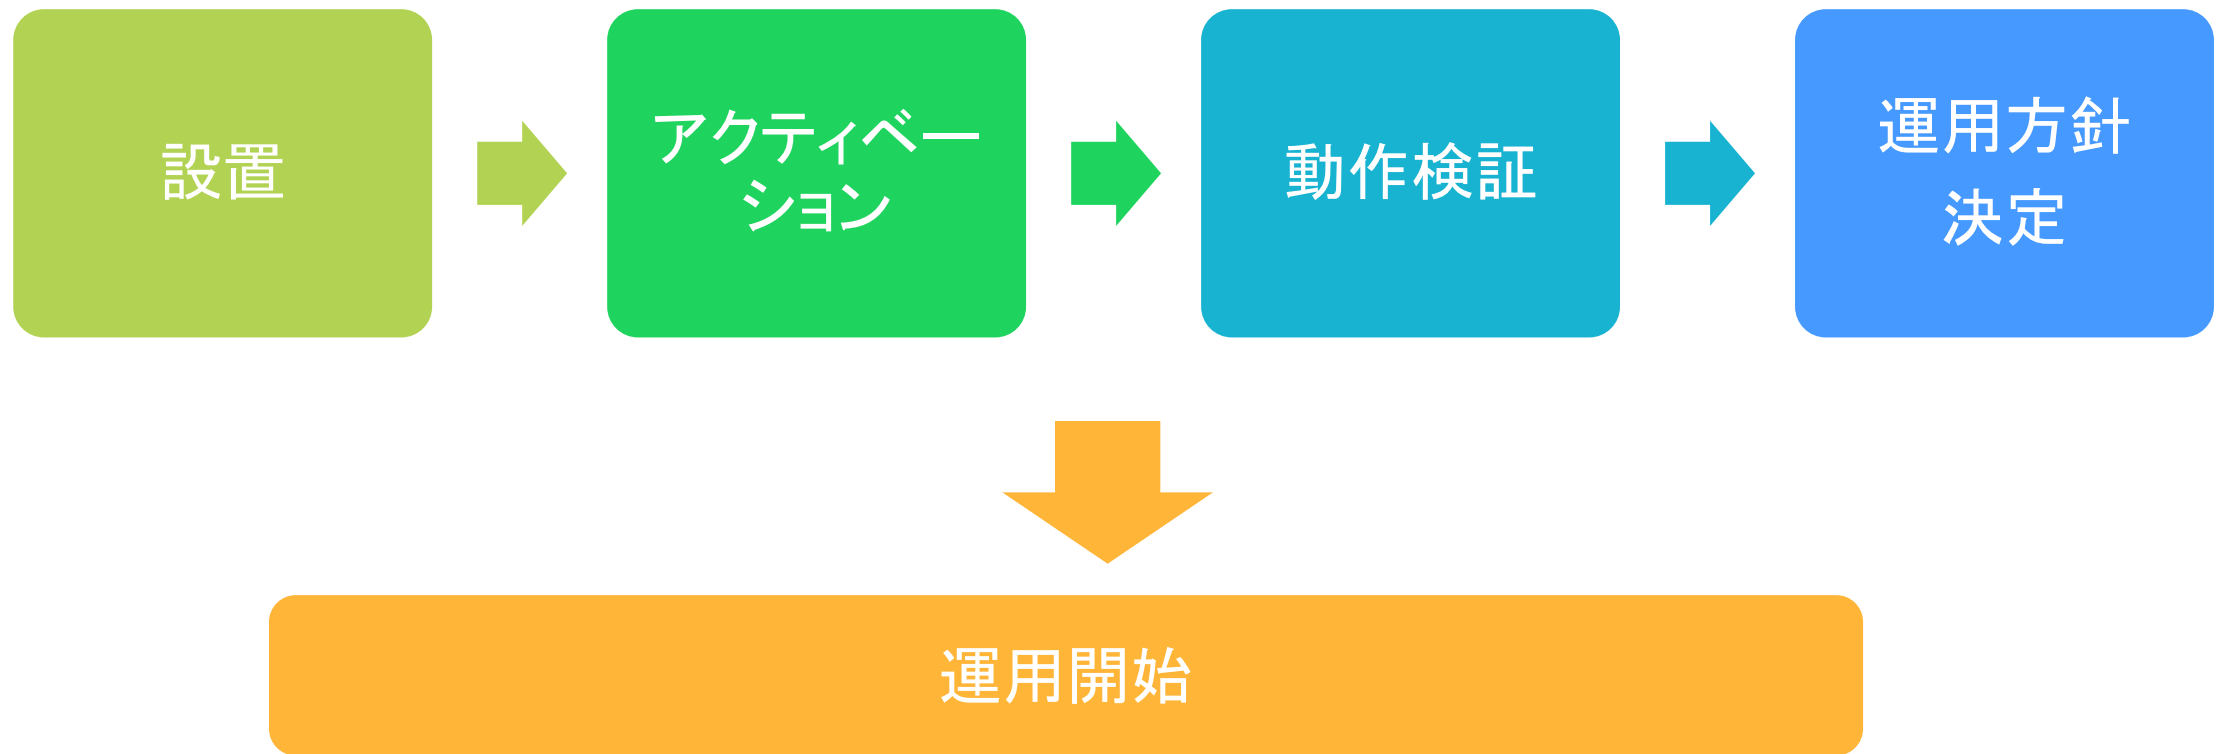 設置
アクティベー
ション
動作検証
運用方針
決定
運用開始